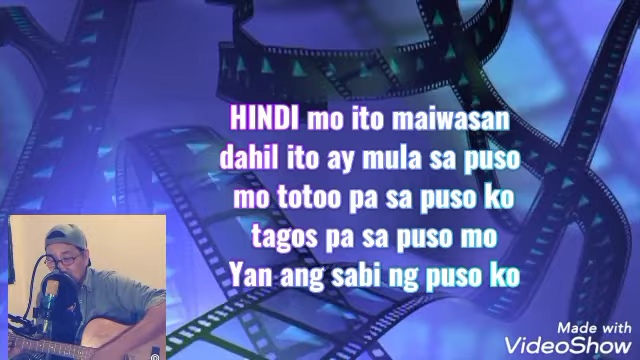 HINDI mo ito maiwasan
dahil ito ay mula sa puso
mo totoo pa sa puso ko
tagos pa sa puso mo
Yan ang sabi ng puso ko
Made with
VideoShow